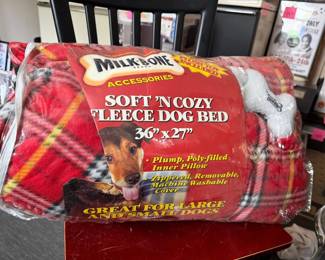 MILK-BONE
ACCESSORIES
SOFT 'N COZY
FLEECE DOG BED
36"x27"
• Plump, Poly-filled
Inner Pillow
• Zippered, Removable,
Machine Washable
Cover
GREAT FOR LARGE
AND SMALL DOGS